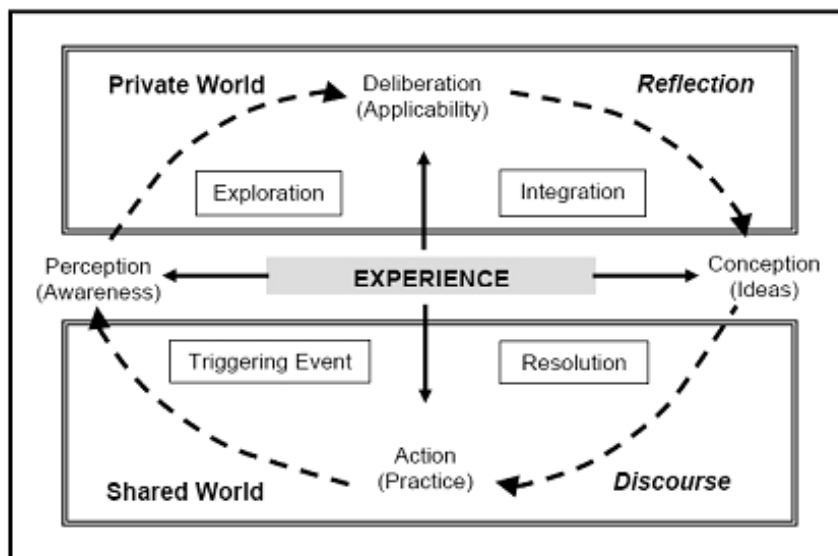 Private World
Deliberation
(Applicability)
Reflection
Exploration
Integration
Perception
(Awareness)
EXPERIENCE
Conception
(Ideas)
Triggering Event
Resolution
Action
(Practice)
Shared World
Discourse